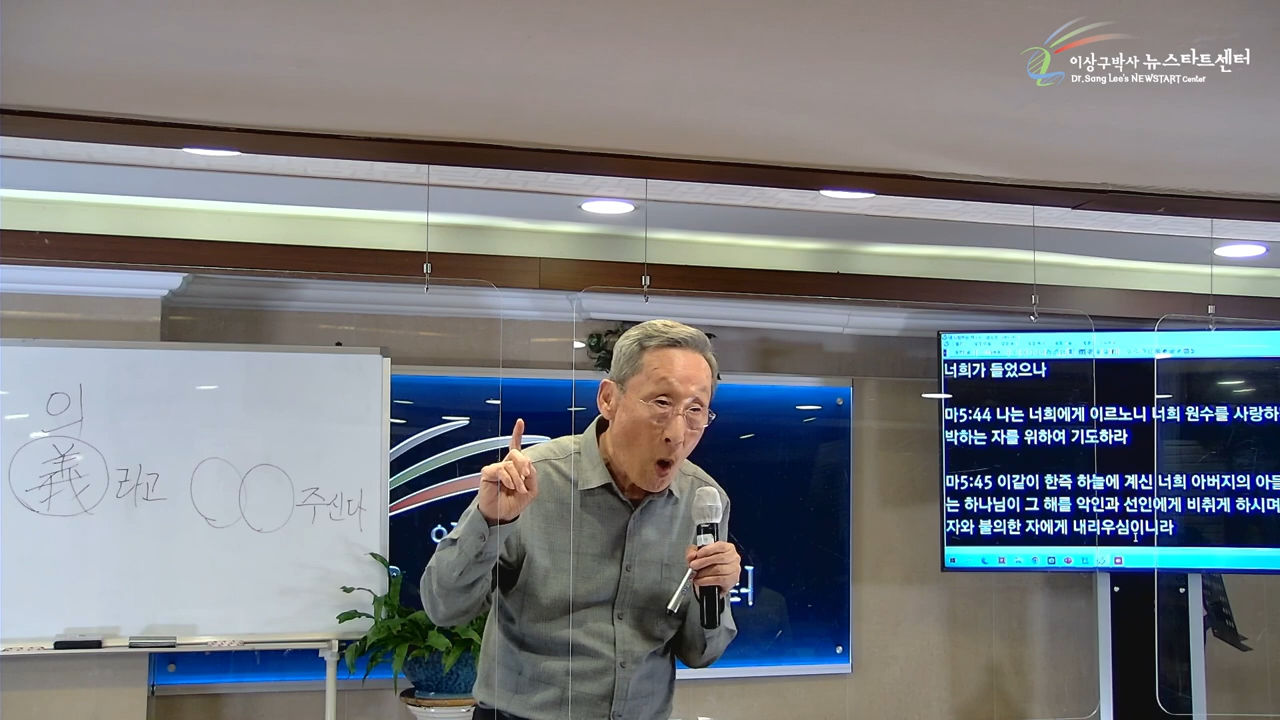 이상구박사 뉴스타트센터
Dr. Sang Lee's NEWSTART Center
의
義라고 주신다
너희가 들었으나
마5:44 나는 너희에게 이르노니 너희 원수를 사랑하
박하는 자를 위하여 기도하라
마5:45 이같이 한즉 하늘에 계신 너희 아버지의 아들
는 하나님이 그 해를 악인과 선인에게 비취게 하시며
자와 불의한 자에게 내리우심이니라
터